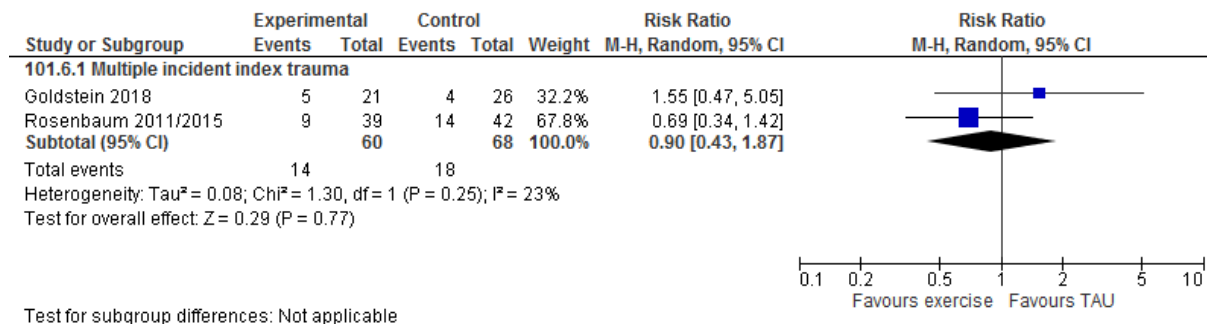 Experimental Control Risk Ratio Risk Ratio
Study or Subgroup Events Total Events Total Weight M-H, Random, 95% CI M-H, Random, 95% CI
101.6.1 Multiple incident index trauma
Goldstein 2018 5 21 4 26 32.2% 1.55 [0.47, 5.05]
Rosenbaum 2011/2015 9 39 14 42 67.8% 0.69 [0.34, 1.42]
Subtotal (95% CI) 60 68 100.0% 0.90 [0.43, 1.87]
Total events 14 18
Heterogeneity: Tau² = 0.08; Chi² = 1.30, df = 1 (P = 0.25); I² = 23%
Test for overall effect: Z = 0.29 (P = 0.77)
0.1 0.2 0.5 1 2 5 10
Favours exercise Favours TAU
Test for subgroup differences: Not applicable